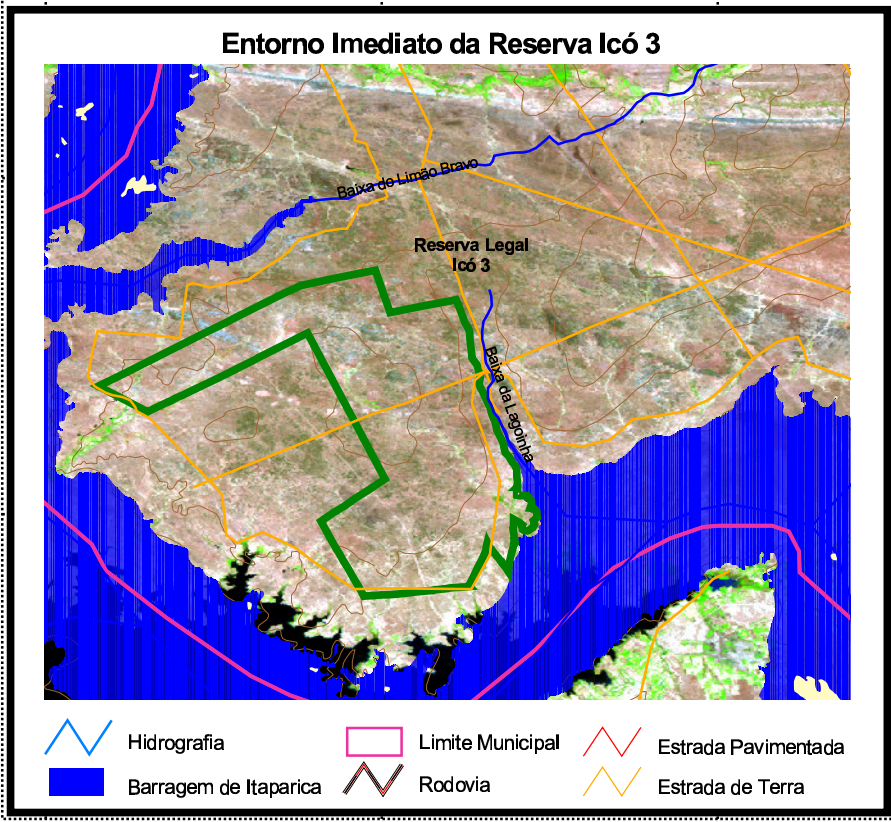 Entorno Imediato da Reserva Icó 3
Baixa do Limão Bravo
Reserva Legal
Icó 3
Baixa da Lagoinha
Hidrografia
Limite Municipal
Estrada Pavimentada
Barragem de Itaparica
Rodovia
Estrada de Terra